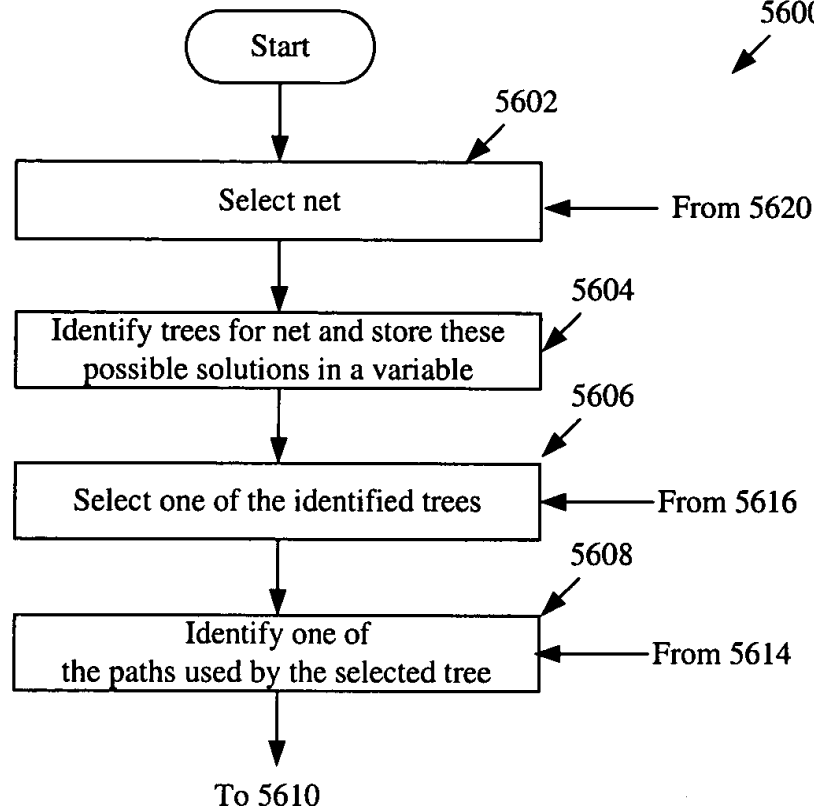 5600
Start
5602
Select net
From 5620
5604
Identify trees for net and store these
possible solutions in a variable
5606
Select one of the identified trees
From 5616
5608
Identify one of
the paths used by the selected tree
From 5614
To 5610